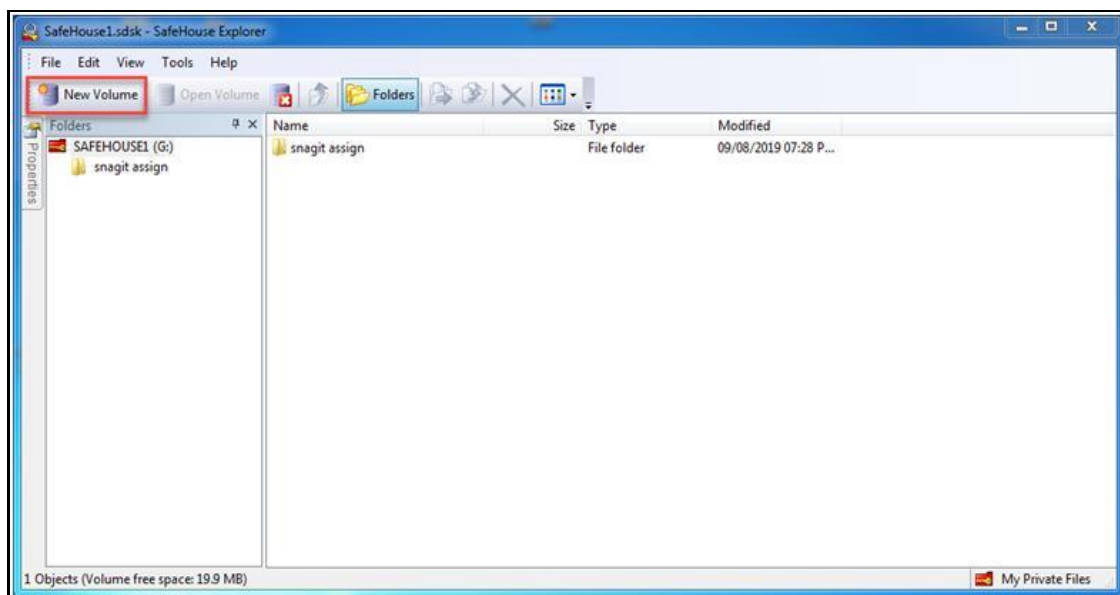 SafeHouse1.sdsk - SafeHouse Explorer
File Edit View Tools Help
New Volume Open Volume Folders
Folders Name Size Type Modified
SAFEHOUSE1 (G:) snagit assign File folder 09/08/2019 07:28 P...
snagit assign
Properties
1 Objects (Volume free space: 19.9 MB) My Private Files